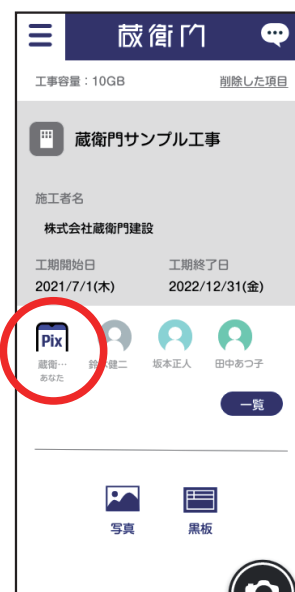 蔵衛門
工事容量：10GB
削除した項目
蔵衛門サンプル工事
施工者名
株式会社蔵衛門建設
工期開始日
工期終了日
2021/7/1(木)
2022/12/31(金)
Pix
蔵衛…
あなた
健二
坂本正人
田中あつ子
一覧
写真
黒板